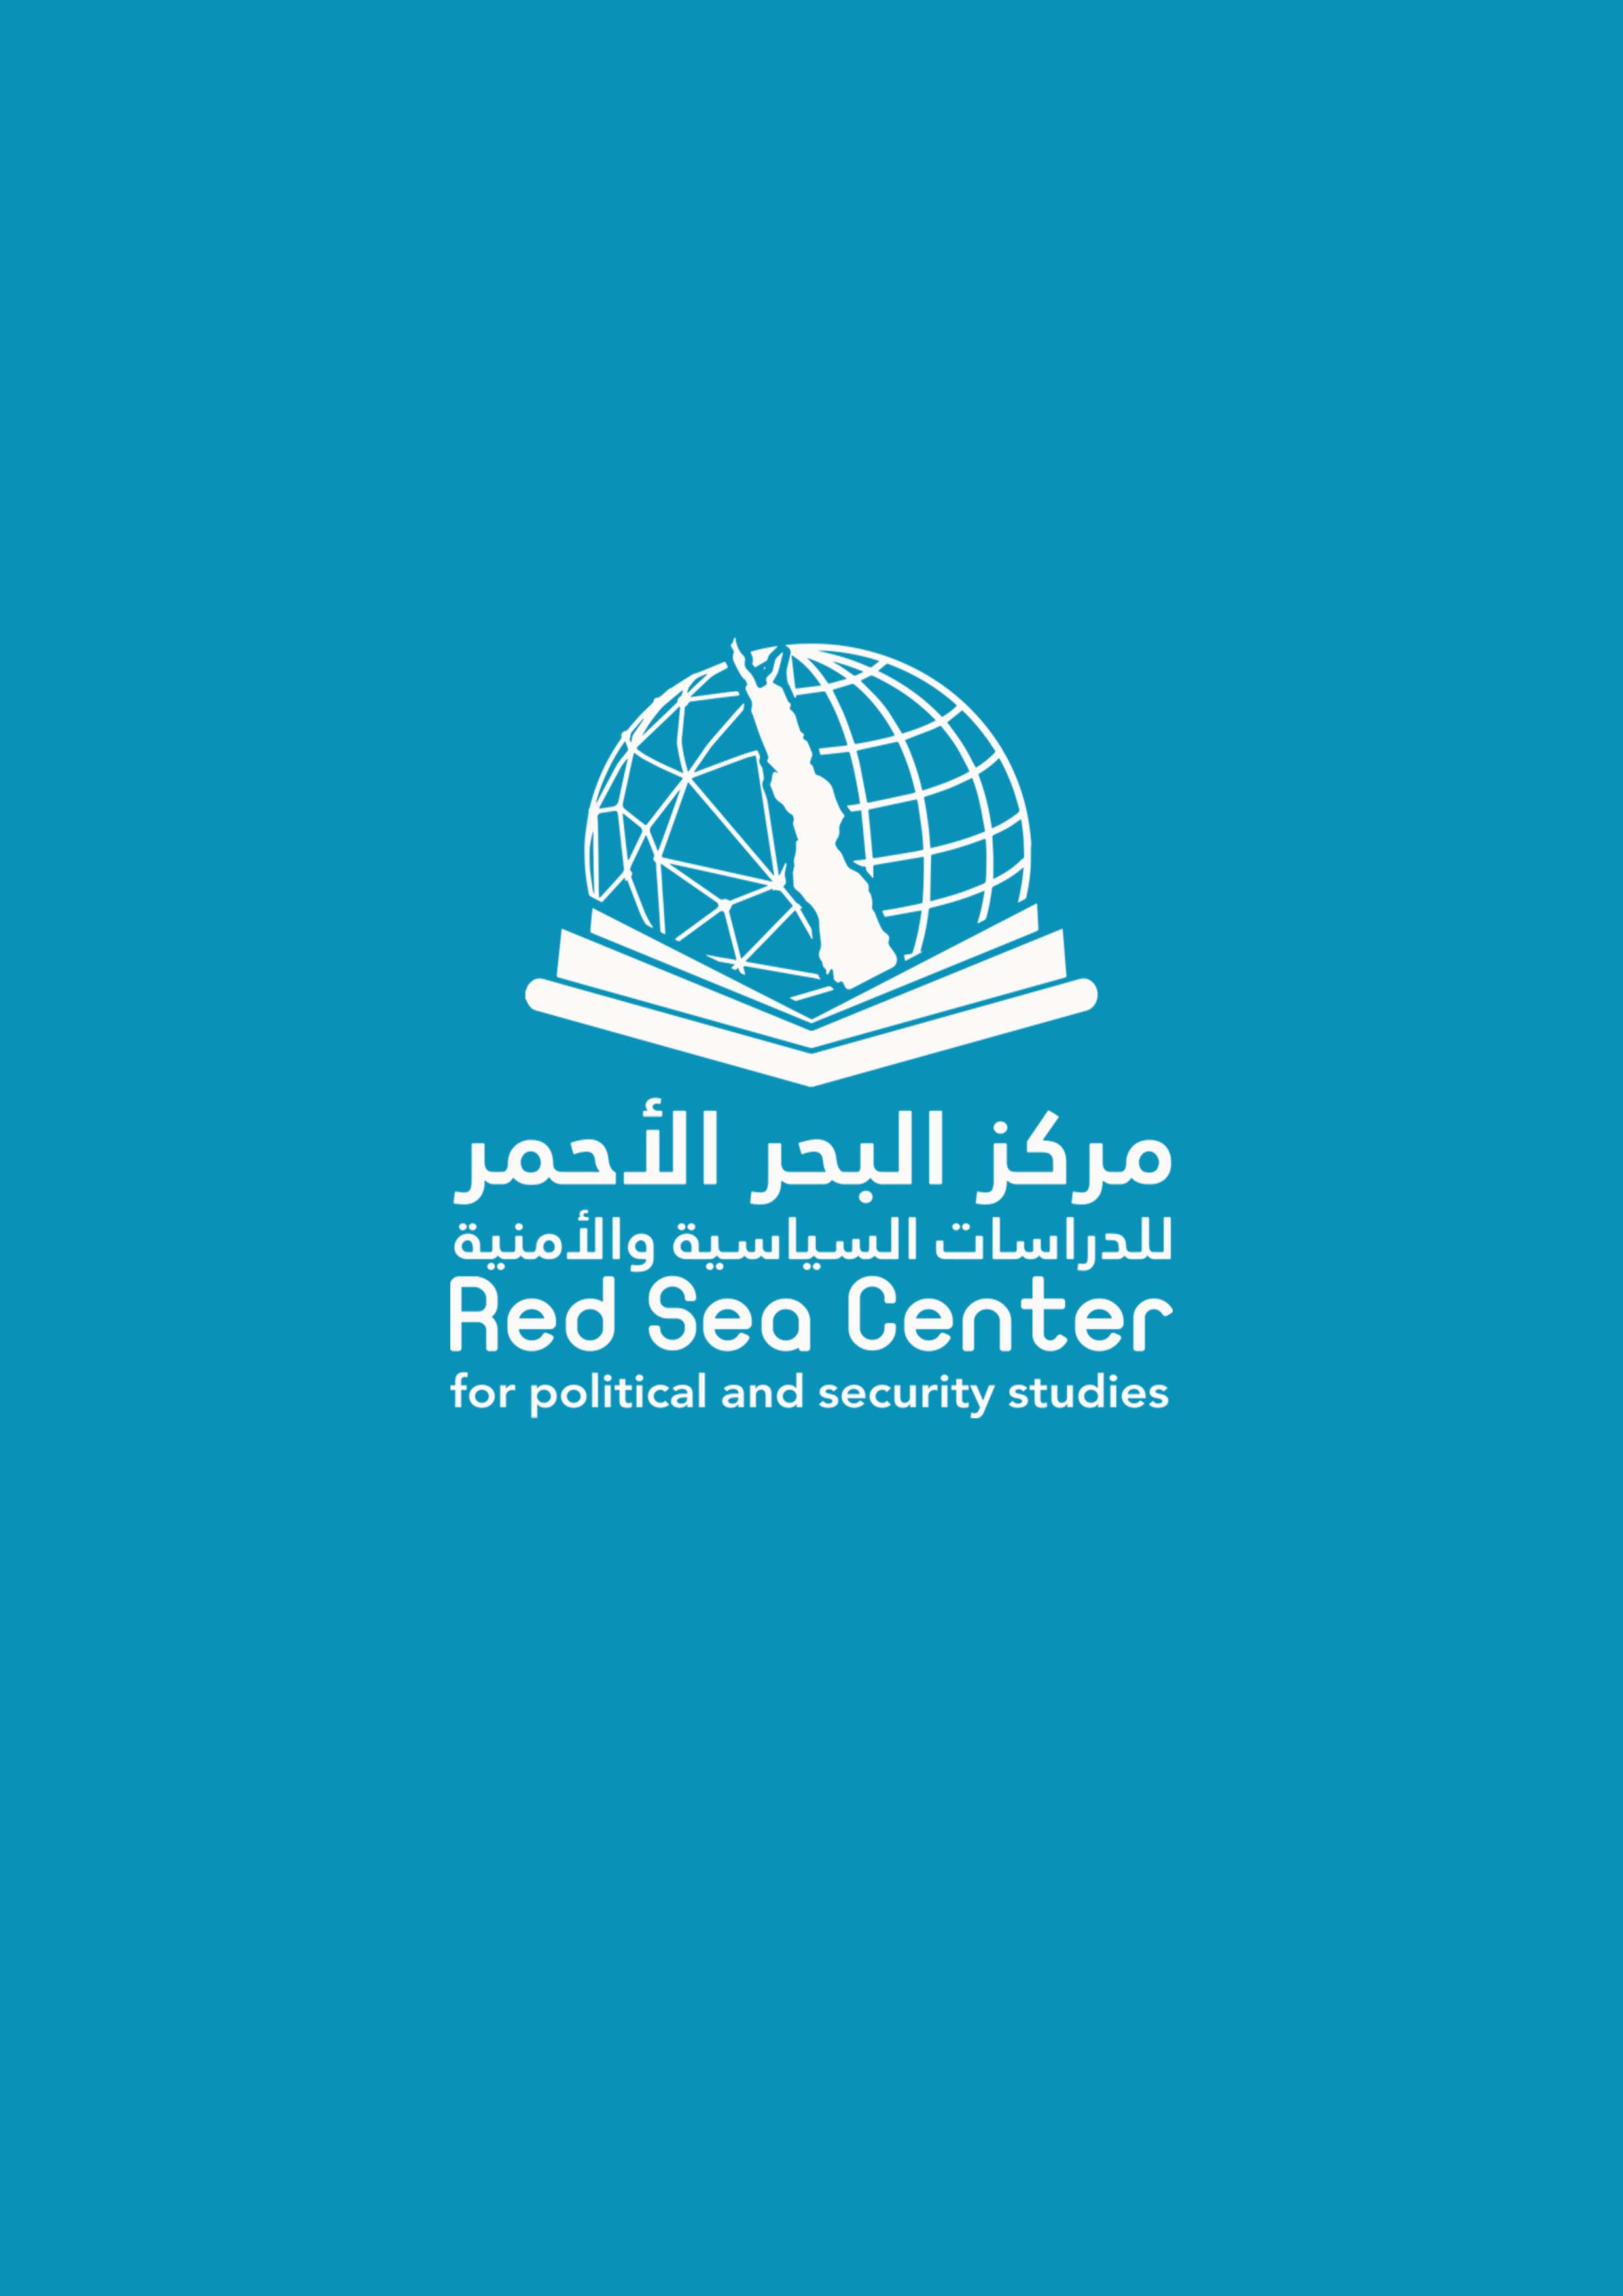 مركز البحر الأحمر
للدراسات السياسية والأمنية
Red Sea Center
for political and security studies